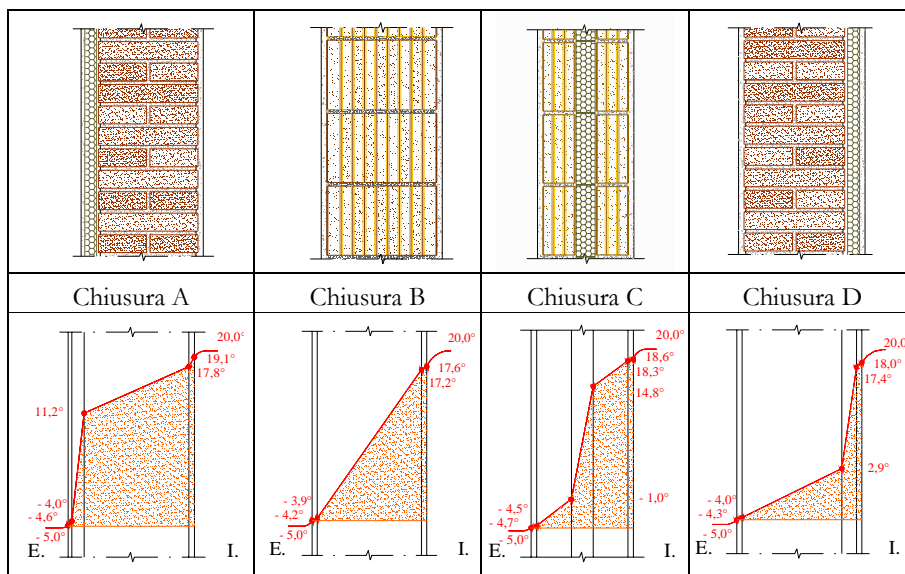 Chiusura A
Chiusura B
Chiusura C
Chiusura D
20,0°
19,1°
17,8°
11,2°
- 4,0°
- 4,6°
- 5,0°
E.
I.
20,0°
17,6°
17,2°
- 3,9°
- 4,2°
- 5,0°
E.
I.
20,0°
18,6°
18,3°
14,8°
- 1,0°
- 4,5°
- 4,7°
- 5,0°
E.
I.
20,0°
18,0°
17,4°
2,9°
- 4,0°
- 4,3°
- 5,0°
E.
I.